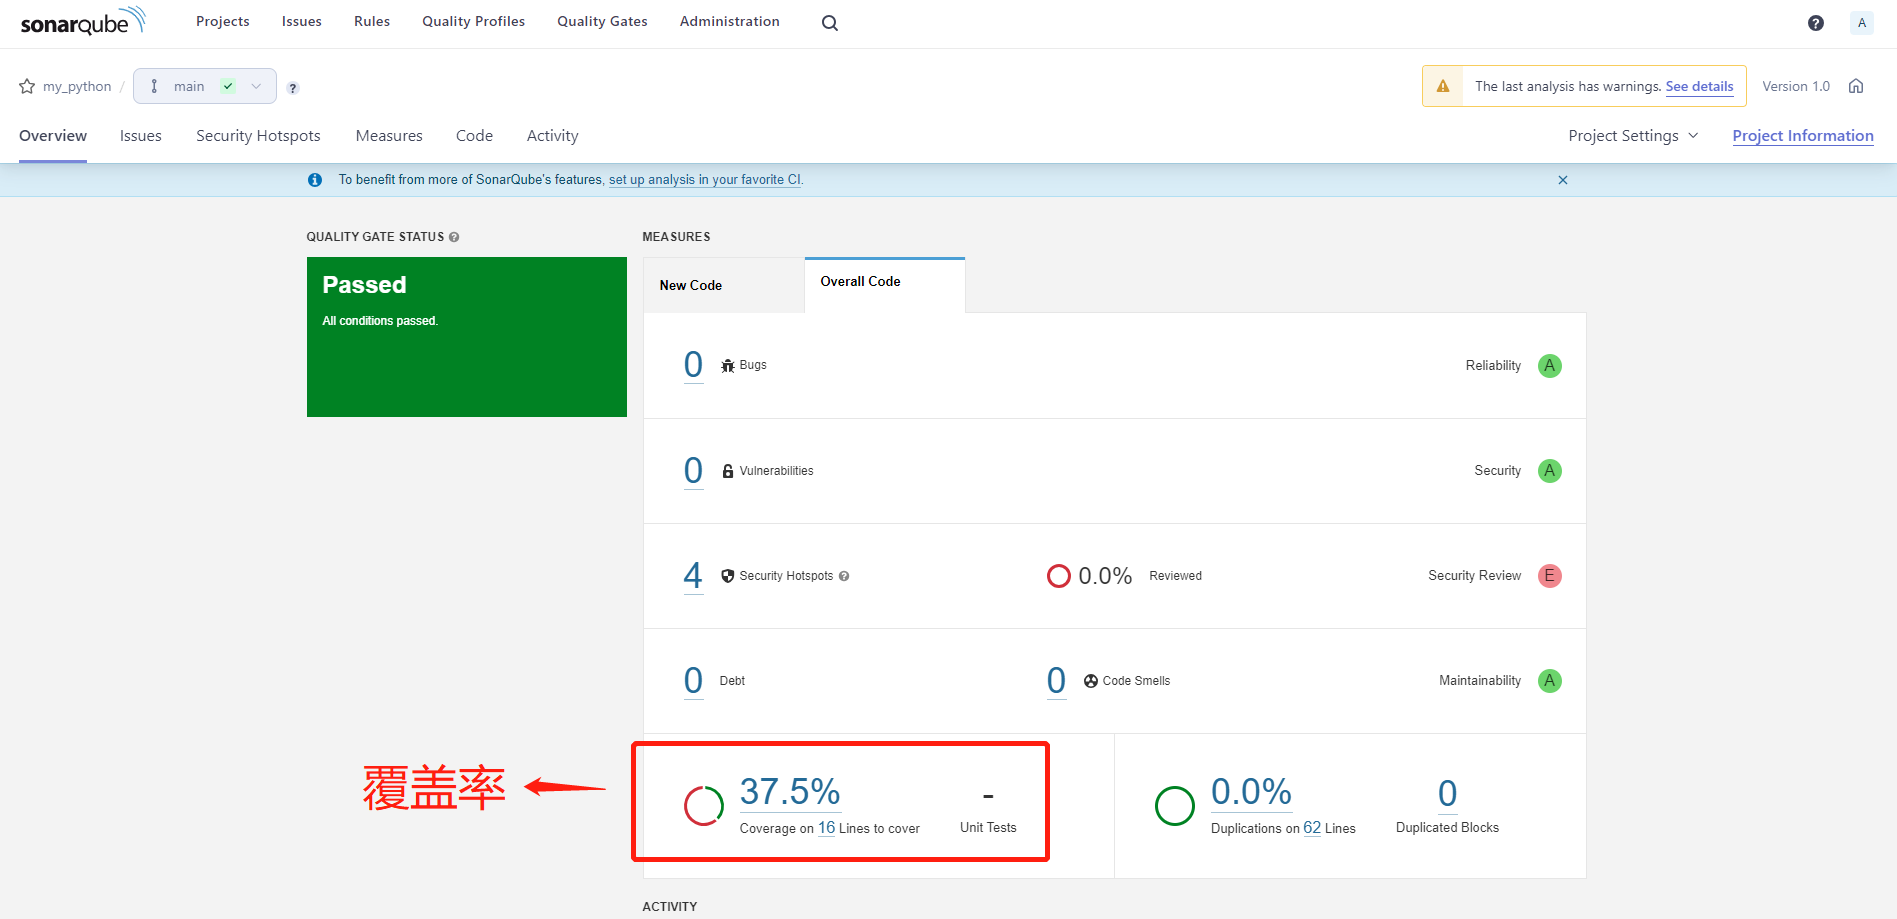 sonarqube Projects Issues Rules Quality Profiles Quality Gates Administration ? A
my_python / main ? The last analysis has warnings. See details Version 1.0
Overview Issues Security Hotspots Measures Code Activity Project Settings Project Information
To benefit from more of SonarQube's features, set up analysis in your favorite CI.
QUALITY GATE STATUS ? MEASURES
Passed
All conditions passed.
New Code Overall Code
0 Bugs Reliability A
0 Vulnerabilities Security A
4 Security Hotspots ? 0.0% Reviewed Security Review E
0 Debt 0 Code Smells Maintainability A
覆盖率
37.5% -
Coverage on 16 Lines to cover Unit Tests
0.0% 0
Duplications on 62 Lines Duplicated Blocks
ACTIVITY